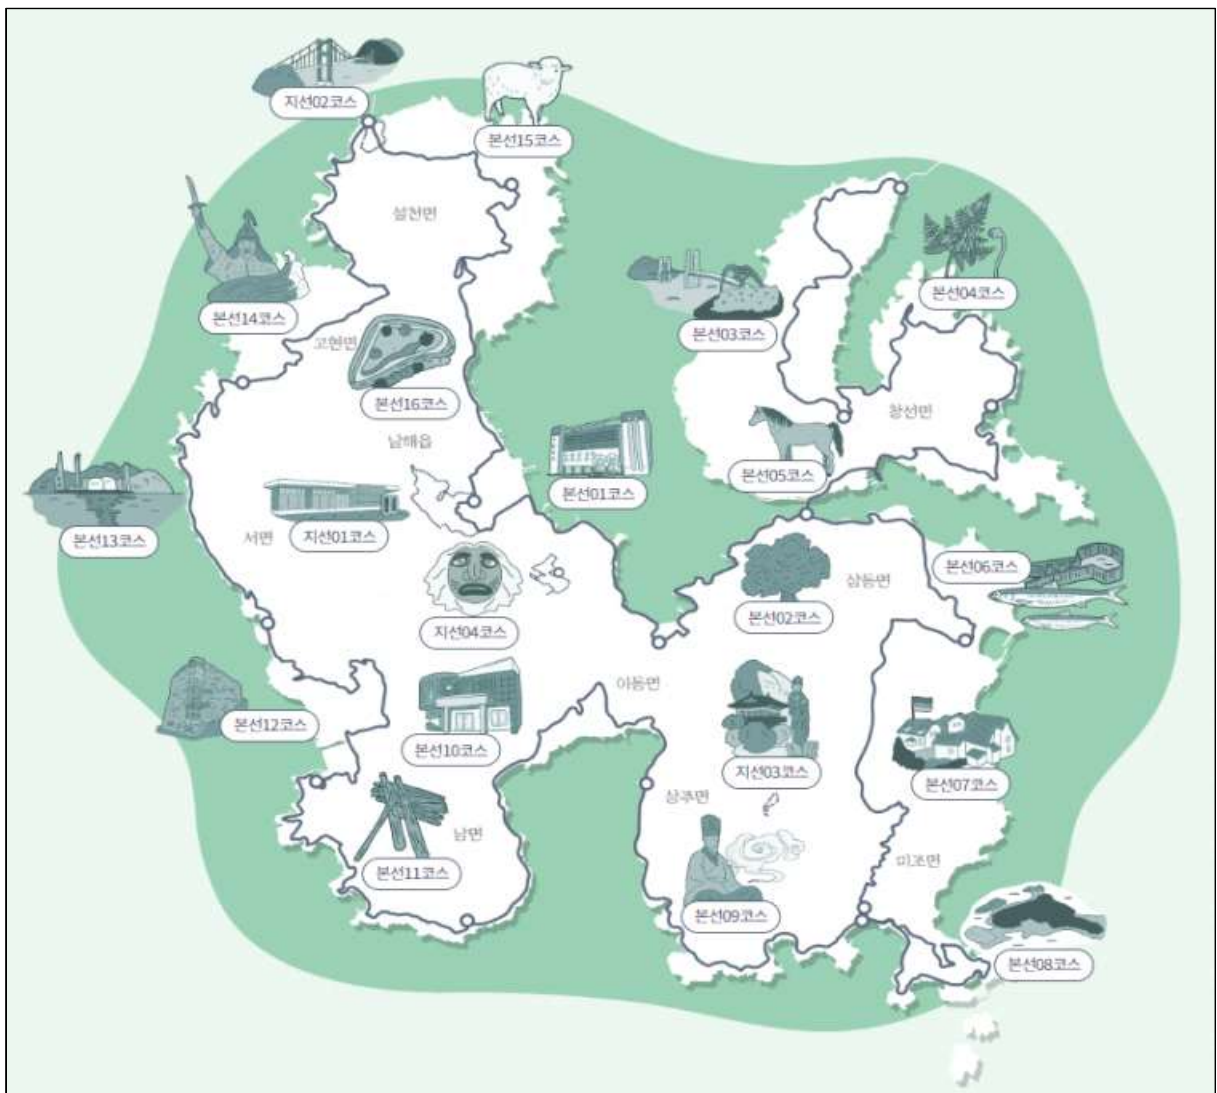 지선02코스
본선15코스
설천면
본선04코스
본선14코스
본선03코스
고현면
본선16코스
창선면
남해읍
본선05코스
본선01코스
서면
지선01코스
본선13코스
본선06코스
삼동면
본선02코스
지선04코스
이동면
본선12코스
본선10코스
지선03코스
본선07코스
상주면
남면
미조면
본선11코스
본선09코스
본선08코스